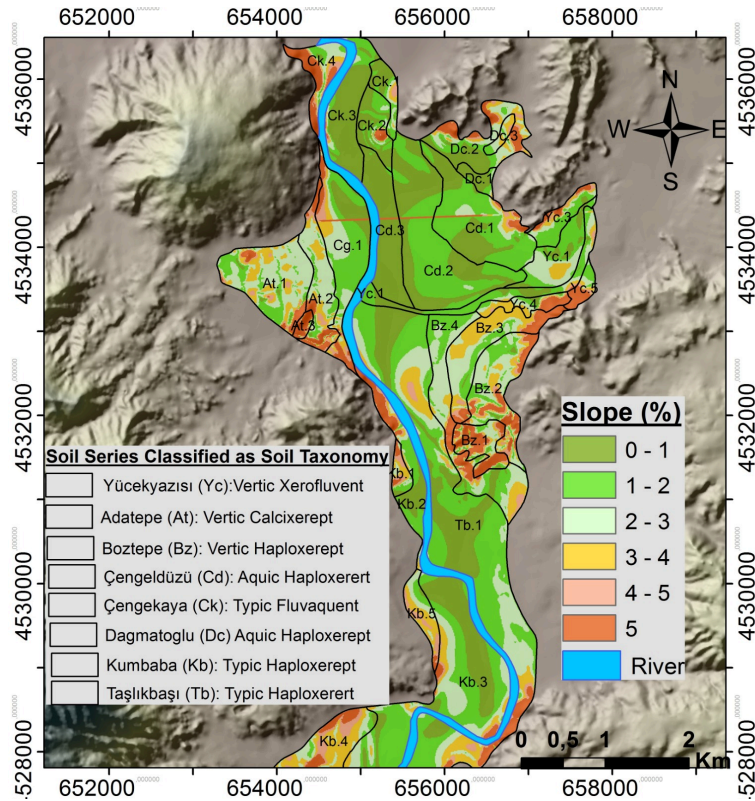 652000 654000 656000 658000
4536000
4534000
4532000
4530000
4528000
4536000
4534000
4532000
4530000
4528000
N
W E
S
Ck.4
Ck.1
Ck.3
Ck.2
Dc.3
Dc.2
Dc.1
Cd.3
Cd.1
Yc.3
Cg.1
Yc.1
Cd.2
At.1
Yc.1
Yc.5
At.2
Yc.4
At.3
Bz.4
Bz.3
Bz.2
Bz.1
Kb.1
Kb.2
Tb.1
Kb.5
Kb.3
Kb.4
Soil Series Classified as Soil Taxonomy
Yücekyazısı (Yc):Vertic Xerofluvent
Adatepe (At): Vertic Calcixerept
Boztepe (Bz): Vertic Haploxerept
Çengeldüzü (Cd): Aquic Haploxerert
Çengekaya (Ck): Typic Fluvaquent
Dagmatoglu (Dc) Aquic Haploxerept
Kumbaba (Kb): Typic Haploxerept
Taşlıkbaşı (Tb): Typic Haploxerert
Slope (%)
0 - 1
1 - 2
2 - 3
3 - 4
4 - 5
5
River
0 0,5 1 2
Km
652000 654000 656000 658000